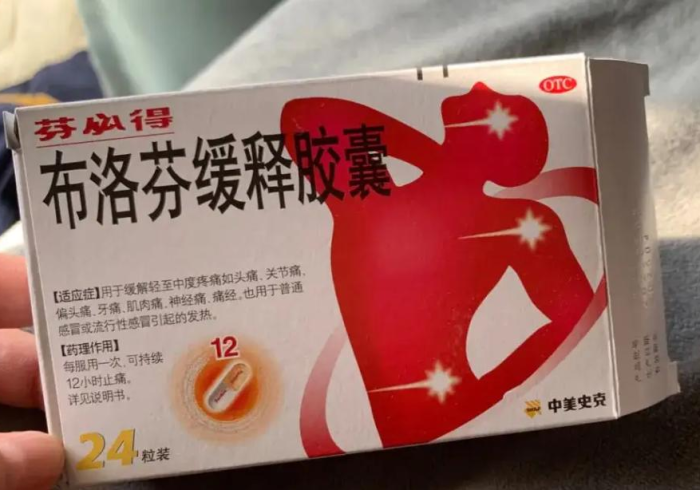 OTC
芬必得
布洛芬缓释胶囊
【适应症】用于缓解轻至中度疼痛如头痛、关节痛、
偏头痛、牙痛、肌肉痛、神经痛、痛经。也用于普通
感冒或流行性感冒引起的发热。
【药理作用】
每服用一次，可持续
12小时止痛。
详见说明书。
12
24粒装
中美史克